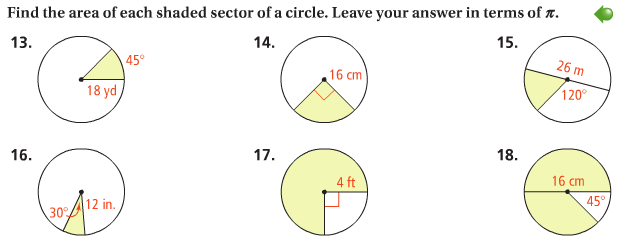 Find the area of each shaded sector of a circle. Leave your answer in terms of π.
13.
45°
18 yd
14.
16 cm
15.
26 m
120°
16.
30°
12 in.
17.
4 ft
18.
16 cm
45°